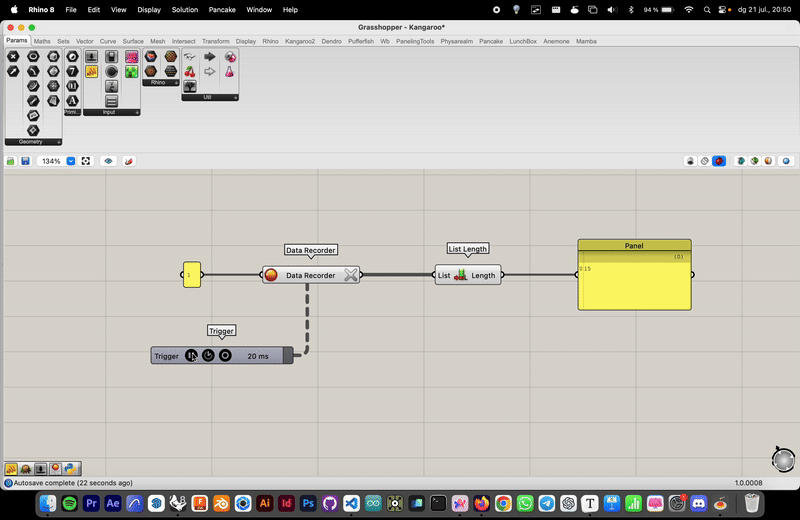 Rhino 8 File Edit View Display Solution Pancake Window Help 94 % dg 21 jul., 20:50
Grasshopper - Kangaroo*
Params Maths Sets Vector Curve Surface Mesh Intersect Transform Display Rhino Kangaroo2 Dendro Pufferfish Wb PanelingTools Physarealm Pancake LunchBox Anemone Mamba
Rhino
Util
Primi...
Input
Geometry
134%
Data Recorder
List Length
Panel
{0}
1
Data Recorder
List
Length
0:15
Trigger
Trigger
20 ms
Autosave complete (22 seconds ago)
1.0.0008